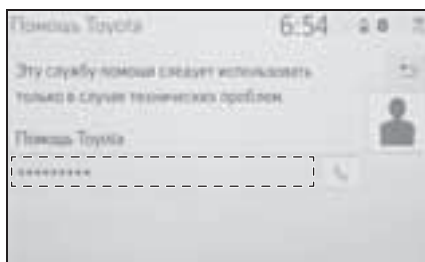 Помощь Toyota 6:54
Эту службу помощи следует использовать
только в случае технических проблем
Помощь Toyota
*********